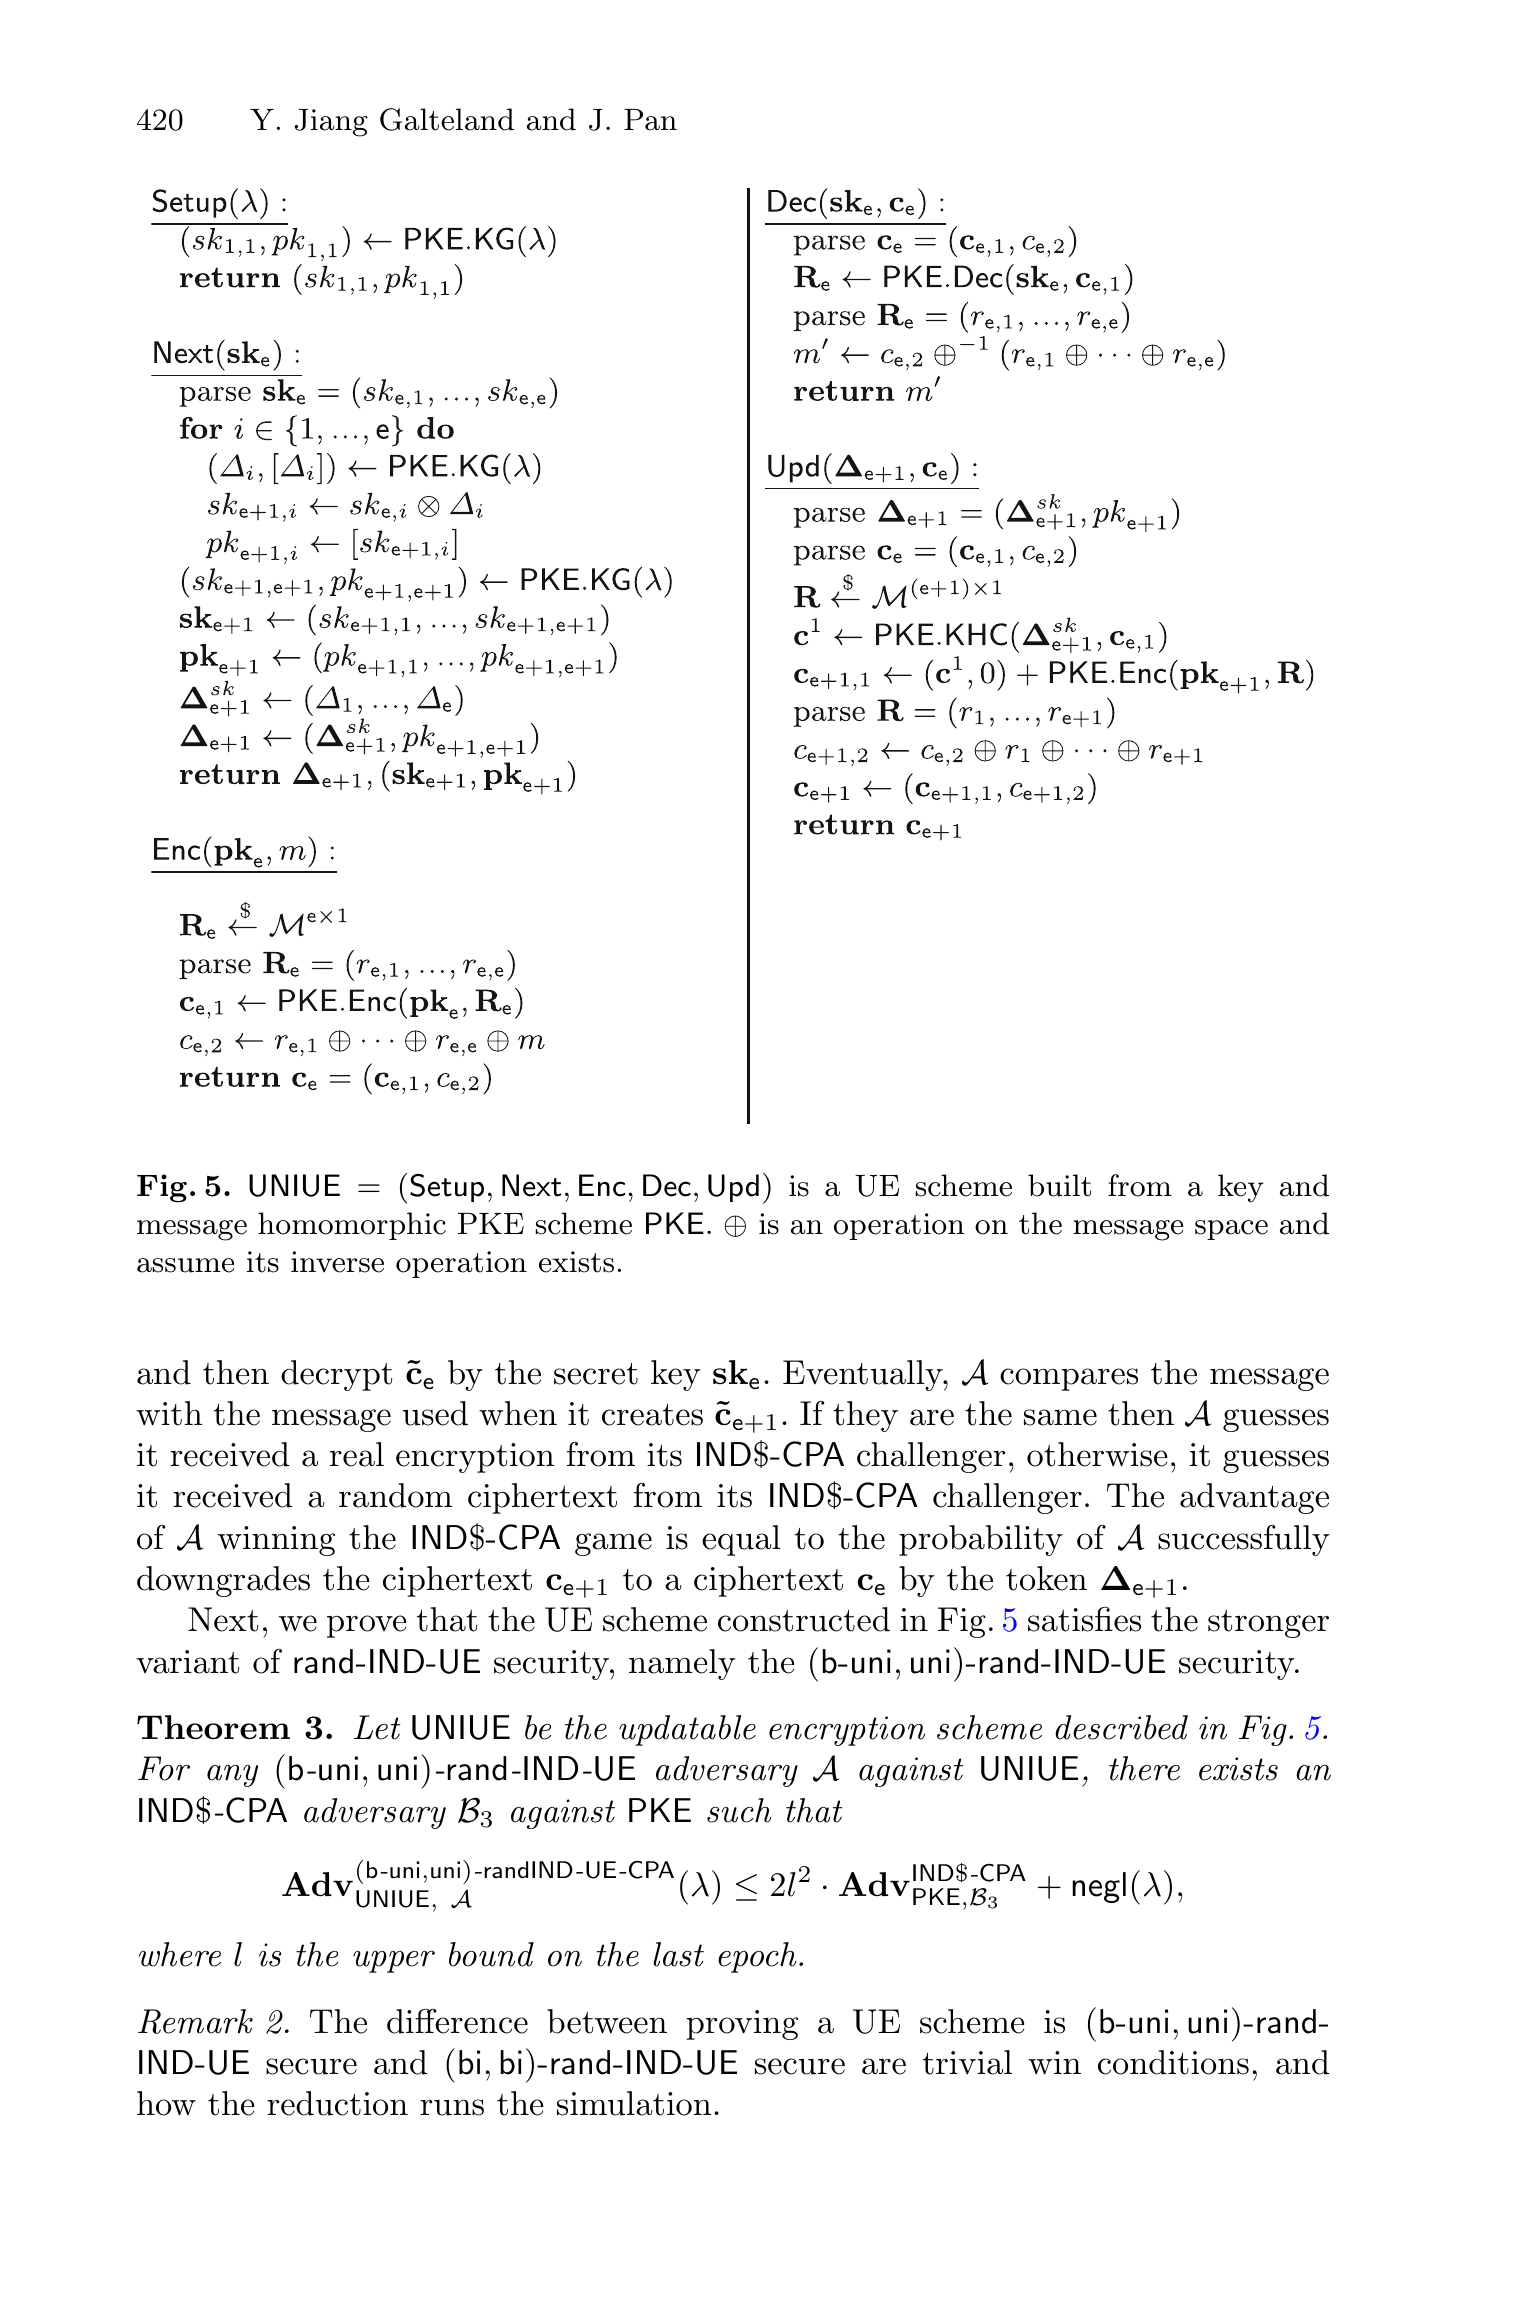 420 Y. Jiang Galteland and J. Pan
Setup(λ) :
(sk₁,₁, pk₁,₁) ← PKE.KG(λ)
return (sk₁,₁, pk₁,₁)
Next(sk_e) :
parse sk_e = (sk_{e,1}, ..., sk_{e,e})
for i ∈ {1, ..., e} do
(Δ_i, [Δ_i]) ← PKE.KG(λ)
sk_{e+1,i} ← sk_{e,i} ⊗ Δ_i
pk_{e+1,i} ← [sk_{e+1,i}]
(sk_{e+1,e+1}, pk_{e+1,e+1}) ← PKE.KG(λ)
sk_{e+1} ← (sk_{e+1,1}, ..., sk_{e+1,e+1})
pk_{e+1} ← (pk_{e+1,1}, ..., pk_{e+1,e+1})
Δ^{sk}_{e+1} ← (Δ_1, ..., Δ_e)
Δ_{e+1} ← (Δ^{sk}_{e+1}, pk_{e+1,e+1})
return Δ_{e+1}, (sk_{e+1}, pk_{e+1})
Enc(pk_e, m) :
R_e ←$ M^{e×1}
parse R_e = (r_{e,1}, ..., r_{e,e})
c_{e,1} ← PKE.Enc(pk_e, R_e)
c_{e,2} ← r_{e,1} ⊕ · · · ⊕ r_{e,e} ⊕ m
return c_e = (c_{e,1}, c_{e,2})
Dec(sk_e, c_e) :
parse c_e = (c_{e,1}, c_{e,2})
R_e ← PKE.Dec(sk_e, c_{e,1})
parse R_e = (r_{e,1}, ..., r_{e,e})
m′ ← c_{e,2} ⊕^{−1} (r_{e,1} ⊕ · · · ⊕ r_{e,e})
return m′
Upd(Δ_{e+1}, c_e) :
parse Δ_{e+1} = (Δ^{sk}_{e+1}, pk_{e+1})
parse c_e = (c_{e,1}, c_{e,2})
R ←$ M^{(e+1)×1}
c^1 ← PKE.KHC(Δ^{sk}_{e+1}, c_{e,1})
c_{e+1,1} ← (c^1, 0) + PKE.Enc(pk_{e+1}, R)
parse R = (r_1, ..., r_{e+1})
c_{e+1,2} ← c_{e,2} ⊕ r_1 ⊕ · · · ⊕ r_{e+1}
c_{e+1} ← (c_{e+1,1}, c_{e+1,2})
return c_{e+1}
Fig. 5. UNIUE = (Setup, Next, Enc, Dec, Upd) is a UE scheme built from a key and
message homomorphic PKE scheme PKE. ⊕ is an operation on the message space and
assume its inverse operation exists.
and then decrypt c̃_e by the secret key sk_e. Eventually, A compares the message
with the message used when it creates c̃_{e+1}. If they are the same then A guesses
it received a real encryption from its IND$-CPA challenger, otherwise, it guesses
it received a random ciphertext from its IND$-CPA challenger. The advantage
of A winning the IND$-CPA game is equal to the probability of A successfully
downgrades the ciphertext c_{e+1} to a ciphertext c_e by the token Δ_{e+1}.
Next, we prove that the UE scheme constructed in Fig. 5 satisfies the stronger
variant of rand-IND-UE security, namely the (b-uni, uni)-rand-IND-UE security.
Theorem 3. Let UNIUE be the updatable encryption scheme described in Fig. 5.
For any (b-uni, uni)-rand-IND-UE adversary A against UNIUE, there exists an
IND$-CPA adversary B_3 against PKE such that
Adv^{(b-uni,uni)-randIND-UE-CPA}_{UNIUE, A}(λ) ≤ 2l^2 · Adv^{IND$-CPA}_{PKE,B_3} + negl(λ),
where l is the upper bound on the last epoch.
Remark 2. The difference between proving a UE scheme is (b-uni, uni)-rand-
IND-UE secure and (bi, bi)-rand-IND-UE secure are trivial win conditions, and
how the reduction runs the simulation.